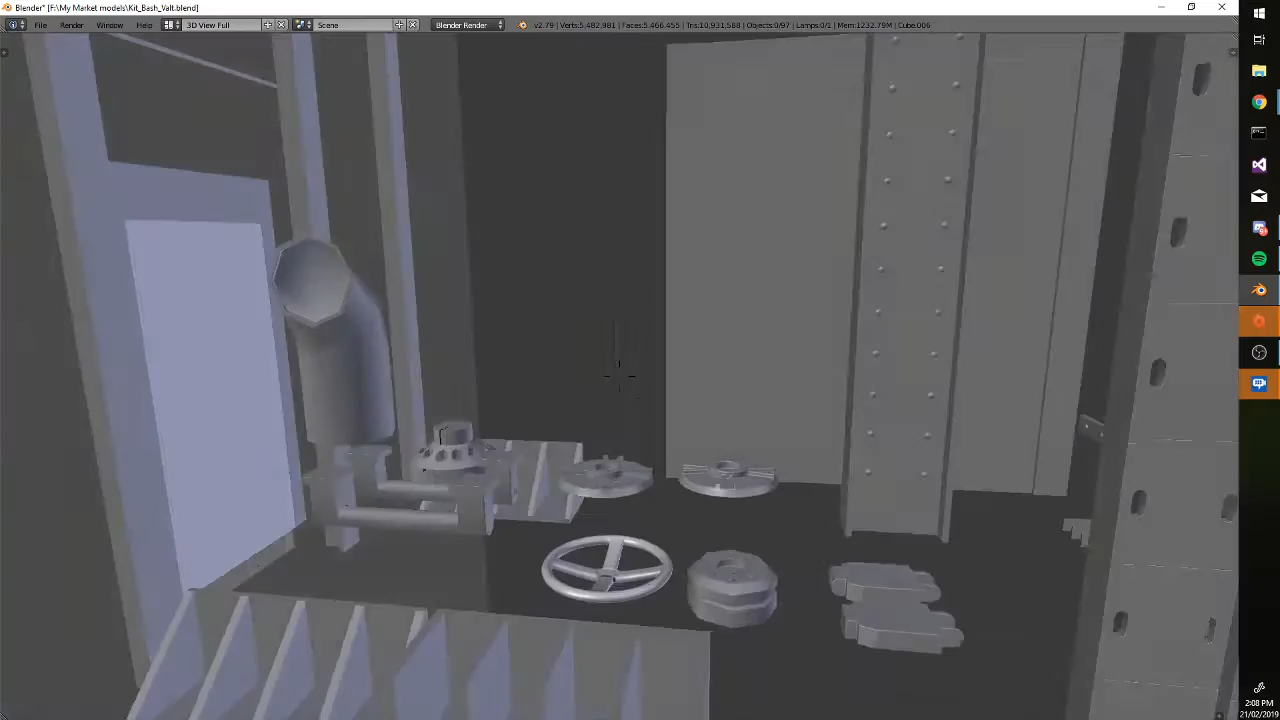 Blender* [F:\My Market models\Kit_Bash_Valt.blend]
File Render Window Help 3D View Full Scene Blender Render v2.79 | Verts:5,482,981 | Faces:5,466,455 | Tris:10,931,588 | Objects:0/97 | Lamps:0/1 | Mem:1232.79M | Cube.006
2:08 PM
21/02/2019